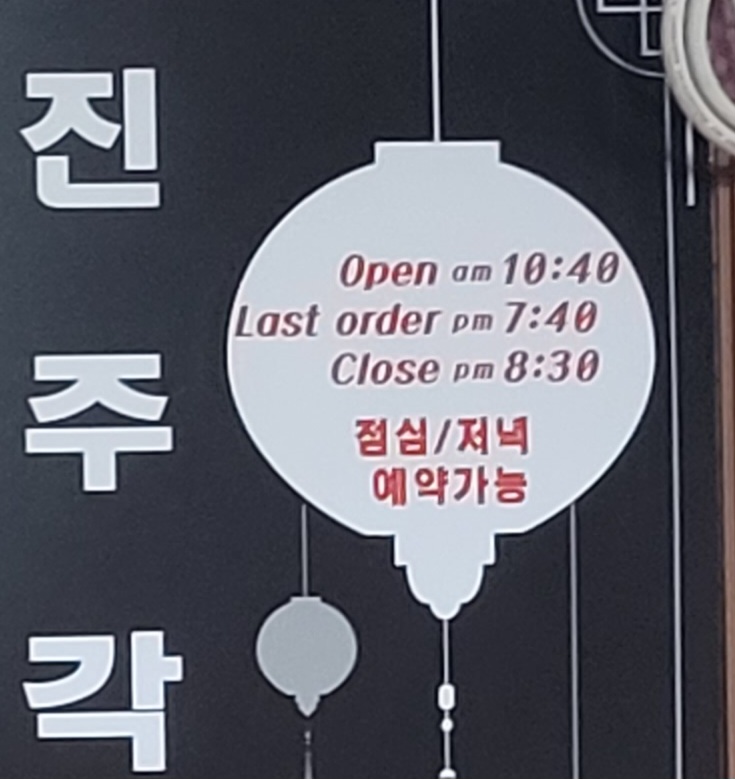 진주각
Open am 10:40
Last order pm 7:40
Close pm 8:30
점심/저녁
예약가능